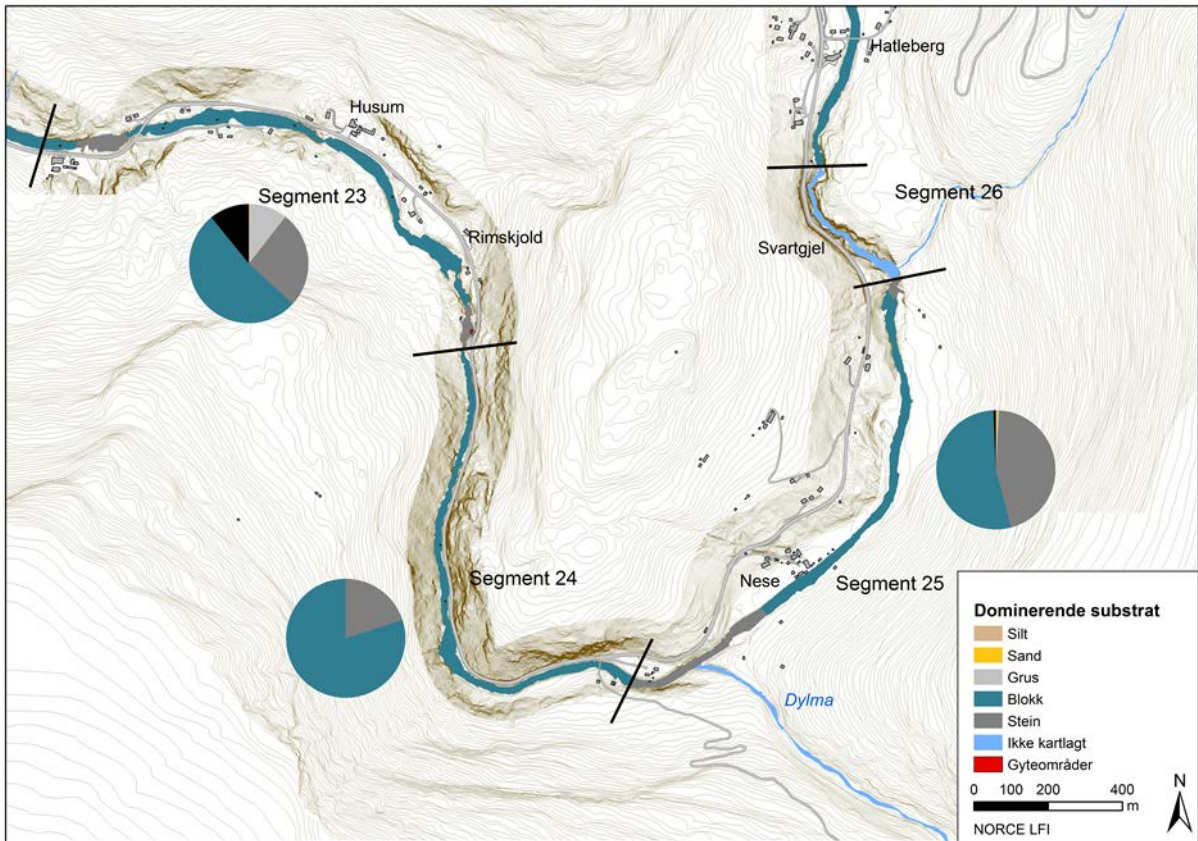 Hatleberg
Husum
Segment 23
Segment 26
Rimskjold
Svartgjel
Segment 24
Nese
Segment 25
Dylma
Dominerende substrat
Silt
Sand
Grus
Blokk
Stein
Ikke kartlagt
Gyteområder
0 100 200 400
m
N
NORCE LFI